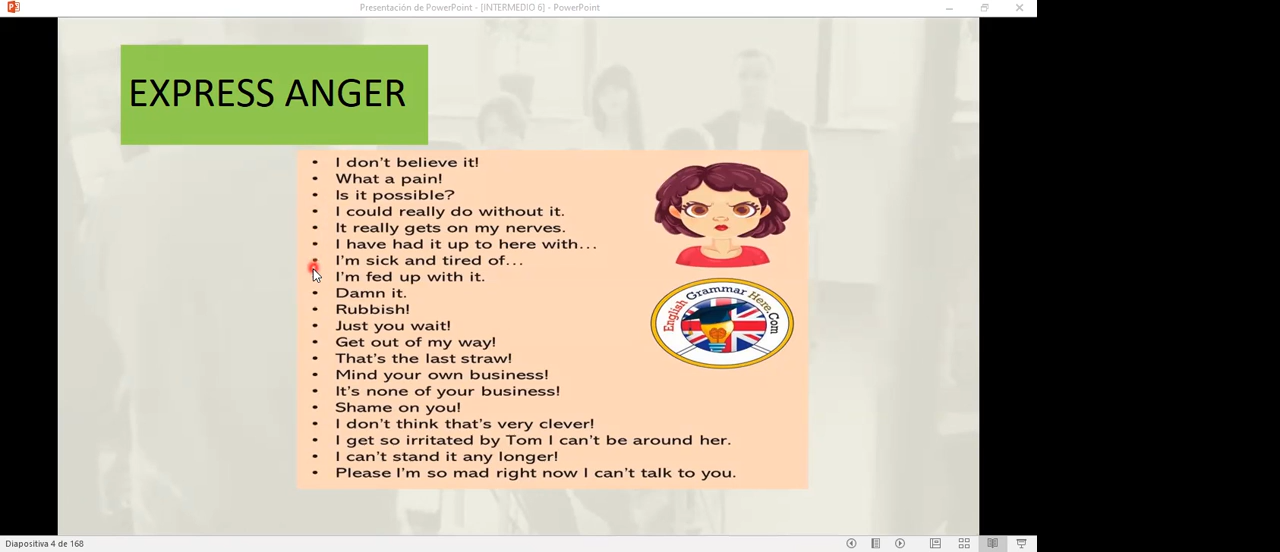 Presentación de PowerPoint - [INTERMEDIO 6] - PowerPoint
EXPRESS ANGER
• I don't believe it!
• What a pain!
• Is it possible?
• I could really do without it.
• It really gets on my nerves.
• I have had it up to here with...
• I'm sick and tired of...
• I'm fed up with it.
• Damn it.
• Rubbish!
• Just you wait!
• Get out of my way!
• That's the last straw!
• Mind your own business!
• It's none of your business!
• Shame on you!
• I don't think that's very clever!
• I get so irritated by Tom I can't be around her.
• I can't stand it any longer!
• Please I'm so mad right now I can't talk to you.
English Grammar Here.Com
Diapositiva 4 de 168